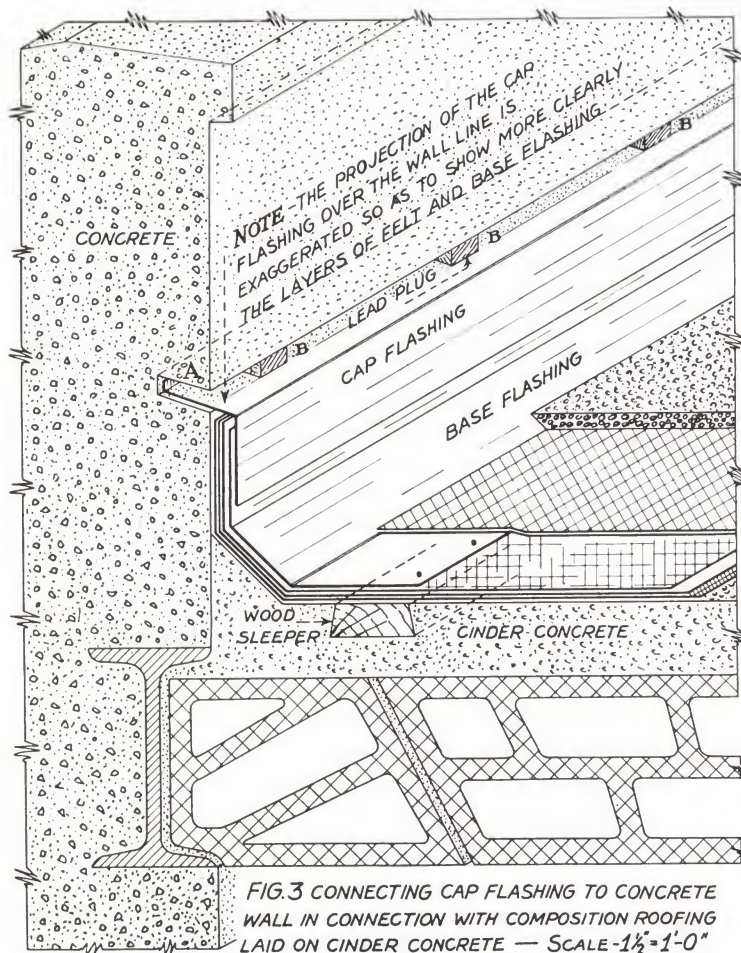 NOTE - THE PROJECTION OF THE CAP
FLASHING OVER THE WALL LINE IS
EXAGGERATED SO AS TO SHOW MORE CLEARLY
THE LAYERS OF FELT AND BASE FLASHING
CONCRETE
B
B
LEAD PLUG
B
A
CAP FLASHING
BASE FLASHING
WOOD
SLEEPER
CINDER CONCRETE
FIG.3 CONNECTING CAP FLASHING TO CONCRETE
WALL IN CONNECTION WITH COMPOSITION ROOFING
LAID ON CINDER CONCRETE — SCALE-1½"=1'-0"